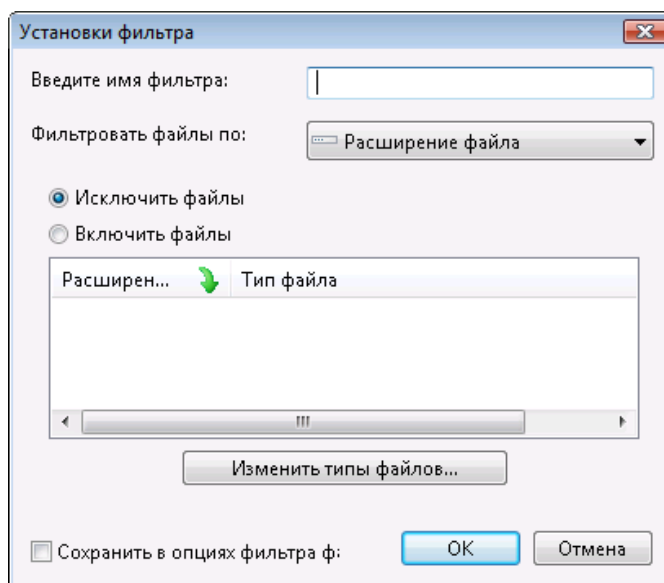 Установки фильтра
Введите имя фильтра:
Фильтровать файлы по:
Расширение файла
Исключить файлы
Включить файлы
Расширен... Тип файла
Изменить типы файлов...
Сохранить в опциях фильтра ф
OK Отмена